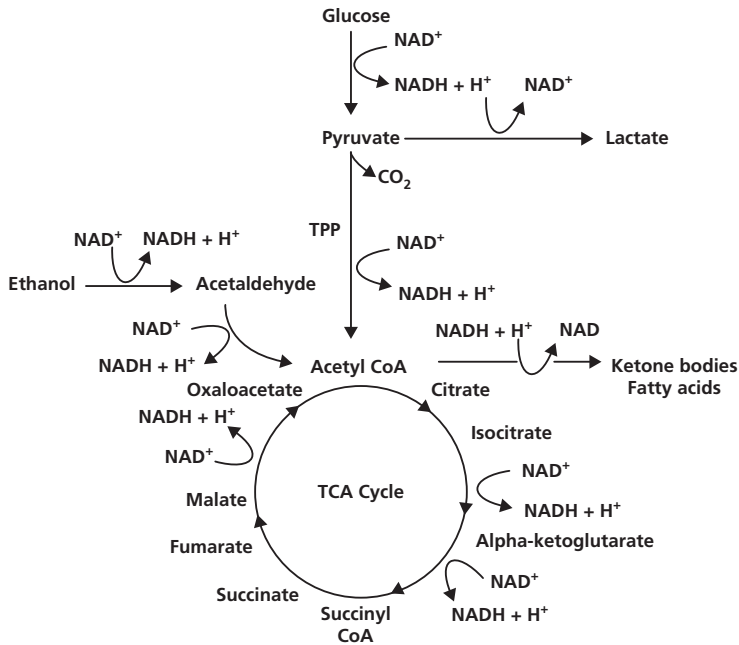 Glucose
NAD⁺
NADH + H⁺
NAD⁺
Pyruvate
Lactate
CO₂
TPP
NAD⁺
NADH + H⁺
NAD⁺
NADH + H⁺
Ethanol
Acetaldehyde
NAD⁺
NADH + H⁺
NADH + H⁺
NAD
Acetyl CoA
Ketone bodies
Fatty acids
Oxaloacetate
Citrate
NADH + H⁺
NAD⁺
Isocitrate
NAD⁺
NADH + H⁺
TCA Cycle
Malate
Alpha-ketoglutarate
Fumarate
NAD⁺
NADH + H⁺
Succinate
Succinyl
CoA